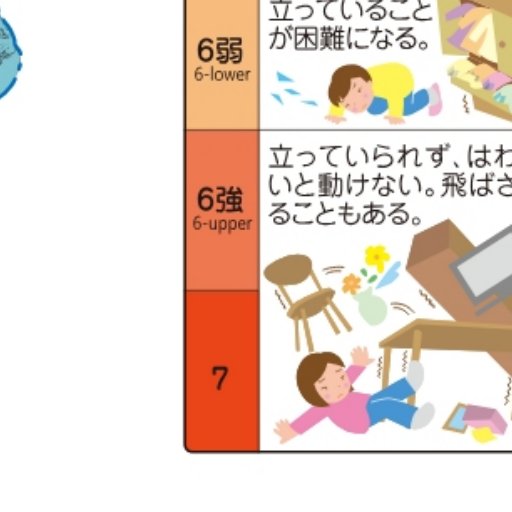 立っていること
が困難になる。
6弱
6-lower
立っていられず、はわ
いと動けない。飛ばさ
ることもある。
6強
6-upper
7